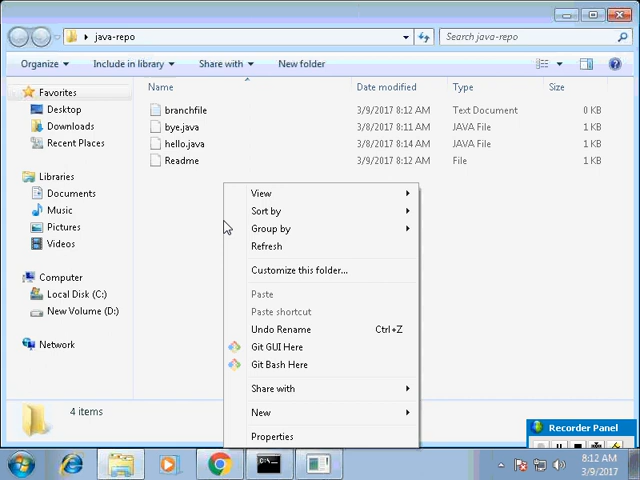 java-repo
Search java-repo
Organize
Include in library
Share with
New folder
Favorites
Desktop
Downloads
Recent Places
Libraries
Documents
Music
Pictures
Videos
Computer
Local Disk (C:)
New Volume (D:)
Network
Name Date modified Type Size
branchfile 3/9/2017 8:12 AM Text Document 0 KB
bye.java 3/8/2017 8:11 AM JAVA File 1 KB
hello.java 3/8/2017 8:14 AM JAVA File 1 KB
Readme 3/9/2017 8:12 AM File 1 KB
View
Sort by
Group by
Refresh
Customize this folder...
Paste
Paste shortcut
Undo Rename Ctrl+Z
Git GUI Here
Git Bash Here
Share with
New
Properties
4 items
Recorder Panel
C:\.
8:12 AM
3/9/2017